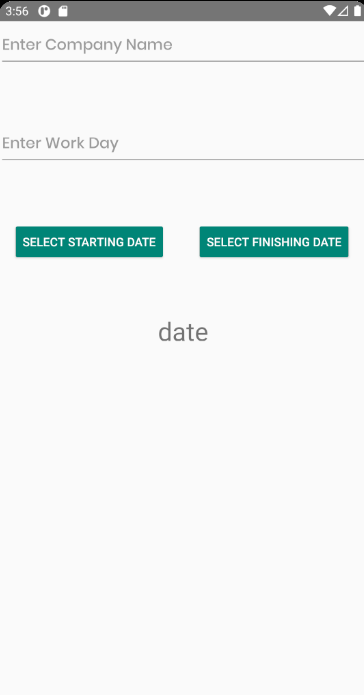 3:56
Enter Company Name
Enter Work Day
SELECT STARTING DATE
SELECT FINISHING DATE
date